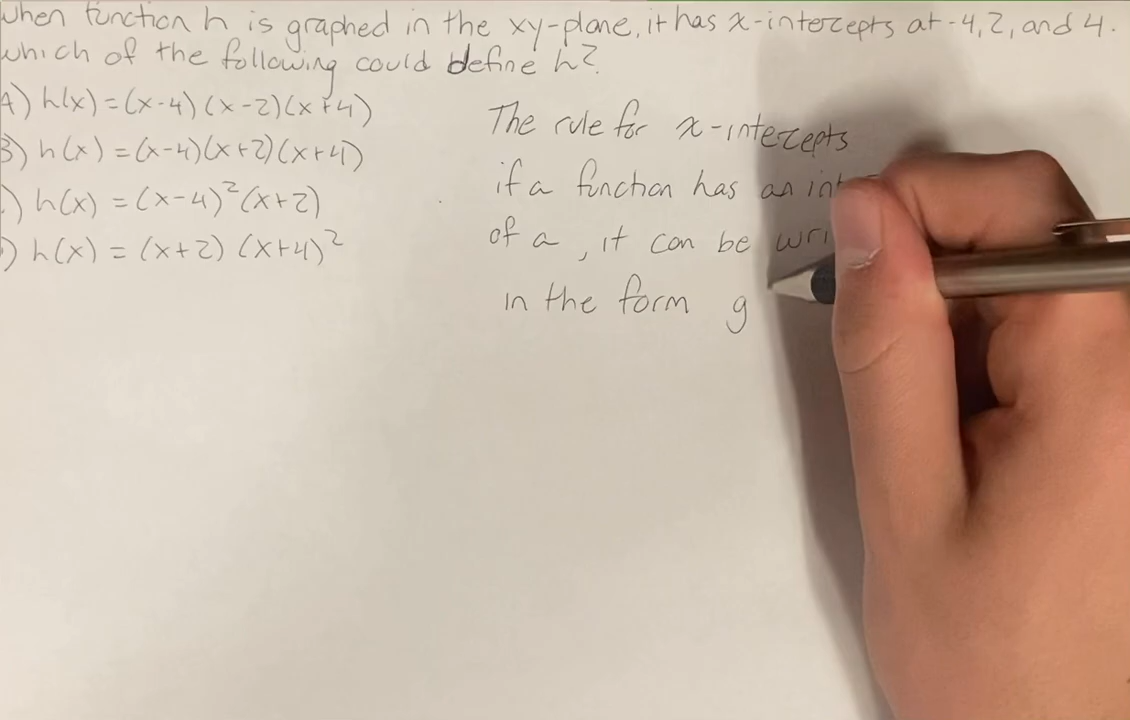 when function h is graphed in the xy-plane, it has x-intercepts at -4, 2, and 4.
which of the following could define h?
A) h(x) = (x-4)(x-2)(x+4)
B) h(x) = (x-4)(x+2)(x+4)
) h(x) = (x-4)²(x+2)
) h(x) = (x+2)(x+4)²
The rule for x-intercepts
if a function has an int
of a, it can be wri
in the form g